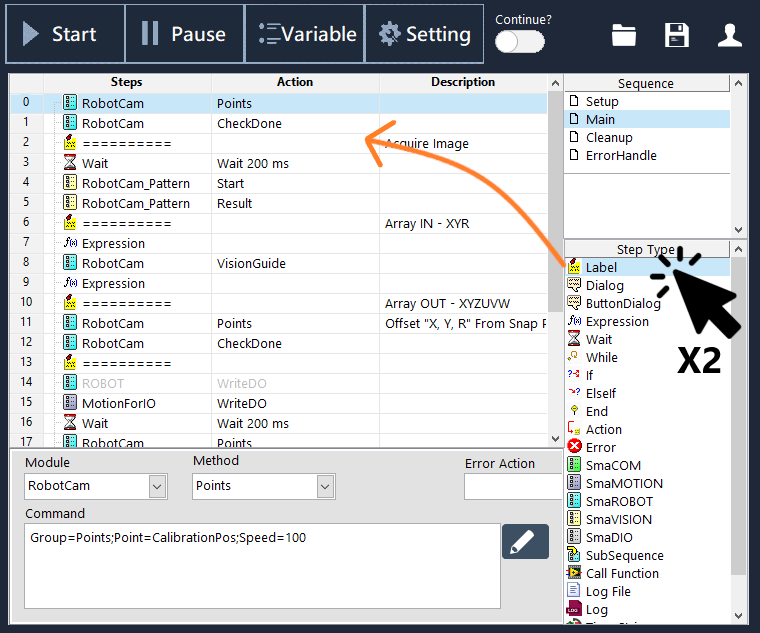 Start
Pause
Variable
Setting
Continue?
Steps Action Description
0 RobotCam Points
1 RobotCam CheckDone
2 ========== Acquire Image
3 Wait Wait 200 ms
4 RobotCam_Pattern Start
5 RobotCam_Pattern Result
6 ========== Array IN - XYR
7 f(x) Expression
8 RobotCam VisionGuide
9 f(x) Expression
10 ========== Array OUT - XYZUVW
11 RobotCam Points Offset "X, Y, R" From Snap P
12 RobotCam CheckDone
13 ==========
14 ROBOT WriteDO
15 MotionForIO WriteDO
16 Wait Wait 200 ms
17 RobotCam Points
Sequence
Setup
Main
Cleanup
ErrorHandle
Step Type
Label
Dialog
ButtonDialog
f(x) Expression
Wait
While
If
ElseIf
End
Action
Error
SmaCOM
SmaMOTION
SmaROBOT
SmaVISION
SmaDIO
SubSequence
Call Function
Log File
LOG Log
X2
Module
RobotCam
Method
Points
Error Action
Command
Group=Points;Point=CalibrationPos;Speed=100